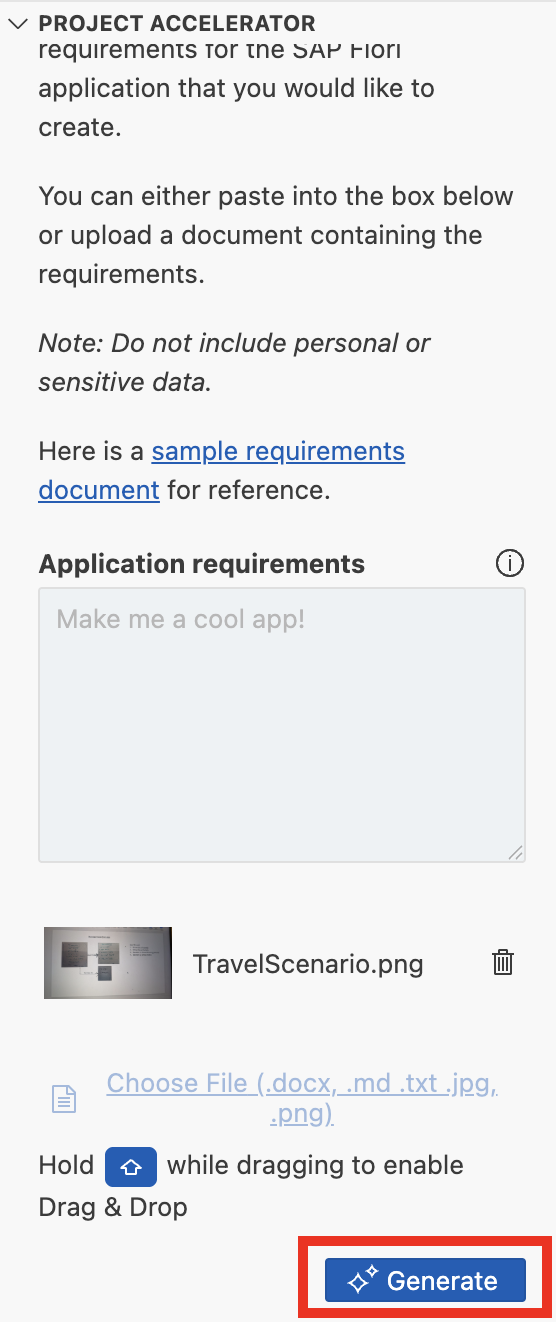 PROJECT ACCELERATOR
requirements for the SAP Fiori
application that you would like to
create.
You can either paste into the box below
or upload a document containing the
requirements.
Note: Do not include personal or
sensitive data.
Here is a sample requirements
document for reference.
Application requirements
Make me a cool app!
TravelScenario.png
Choose File (.docx, .md .txt .jpg,
.png)
Hold while dragging to enable
Drag & Drop
Generate